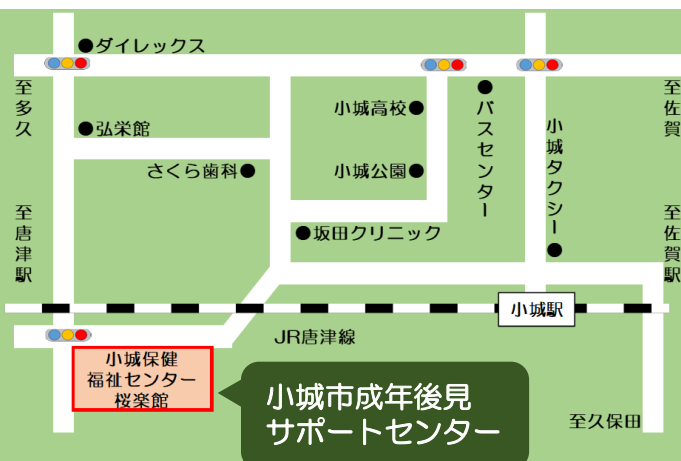 ダイレックス
至多久
弘栄館
小城高校
バスセンター
小城タクシー
至佐賀
さくら歯科
小城公園
至唐津駅
坂田クリニック
至佐賀駅
小城駅
JR唐津線
小城保健
福祉センター
桜楽館
小城市成年後見
サポートセンター
至久保田